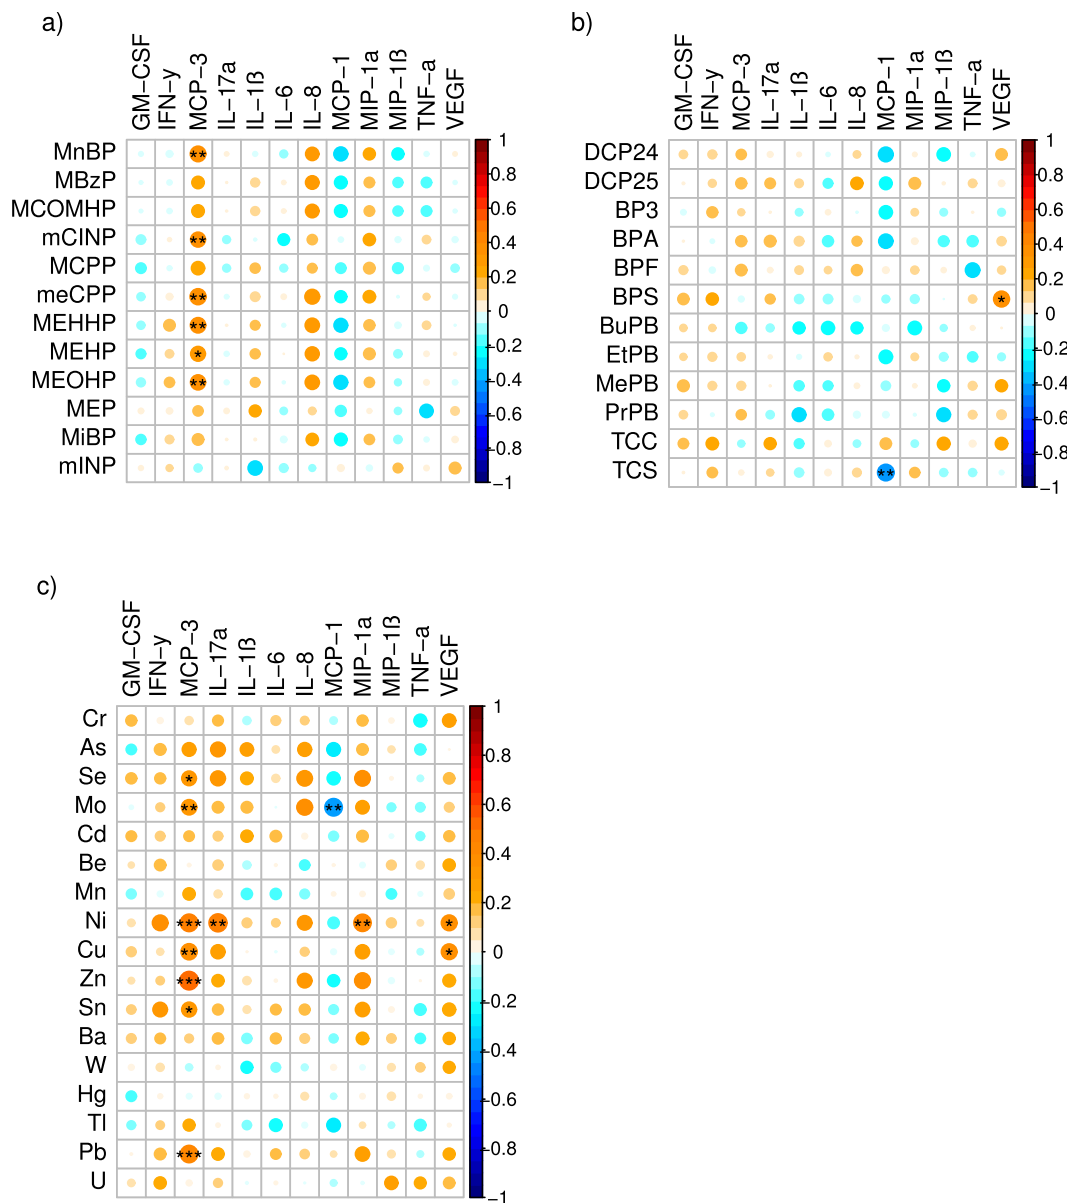 a)
GM-CSF IFN-y MCP-3 IL-17a IL-1ß IL-6 IL-8 MCP-1 MIP-1a MIP-1ß TNF-a VEGF
MnBP **
MBzP
MCOMHP
mCINP **
MCPP
meCPP **
MEHHP **
MEHP *
MEOHP **
MEP
MiBP
mINP
1
0.8
0.6
0.4
0.2
0
-0.2
-0.4
-0.6
-0.8
-1
b)
GM-CSF IFN-y MCP-3 IL-17a IL-1ß IL-6 IL-8 MCP-1 MIP-1a MIP-1ß TNF-a VEGF
DCP24
DCP25
BP3
BPA
BPF
BPS *
BuPB
EtPB
MePB
PrPB
TCC
TCS **
1
0.8
0.6
0.4
0.2
0
-0.2
-0.4
-0.6
-0.8
-1
c)
GM-CSF IFN-y MCP-3 IL-17a IL-1ß IL-6 IL-8 MCP-1 MIP-1a MIP-1ß TNF-a VEGF
Cr
As
Se *
Mo ** **
Cd
Be
Mn
Ni *** ** ** *
Cu ** *
Zn ***
Sn *
Ba
W
Hg
Tl
Pb ***
U
1
0.8
0.6
0.4
0.2
0
-0.2
-0.4
-0.6
-0.8
-1